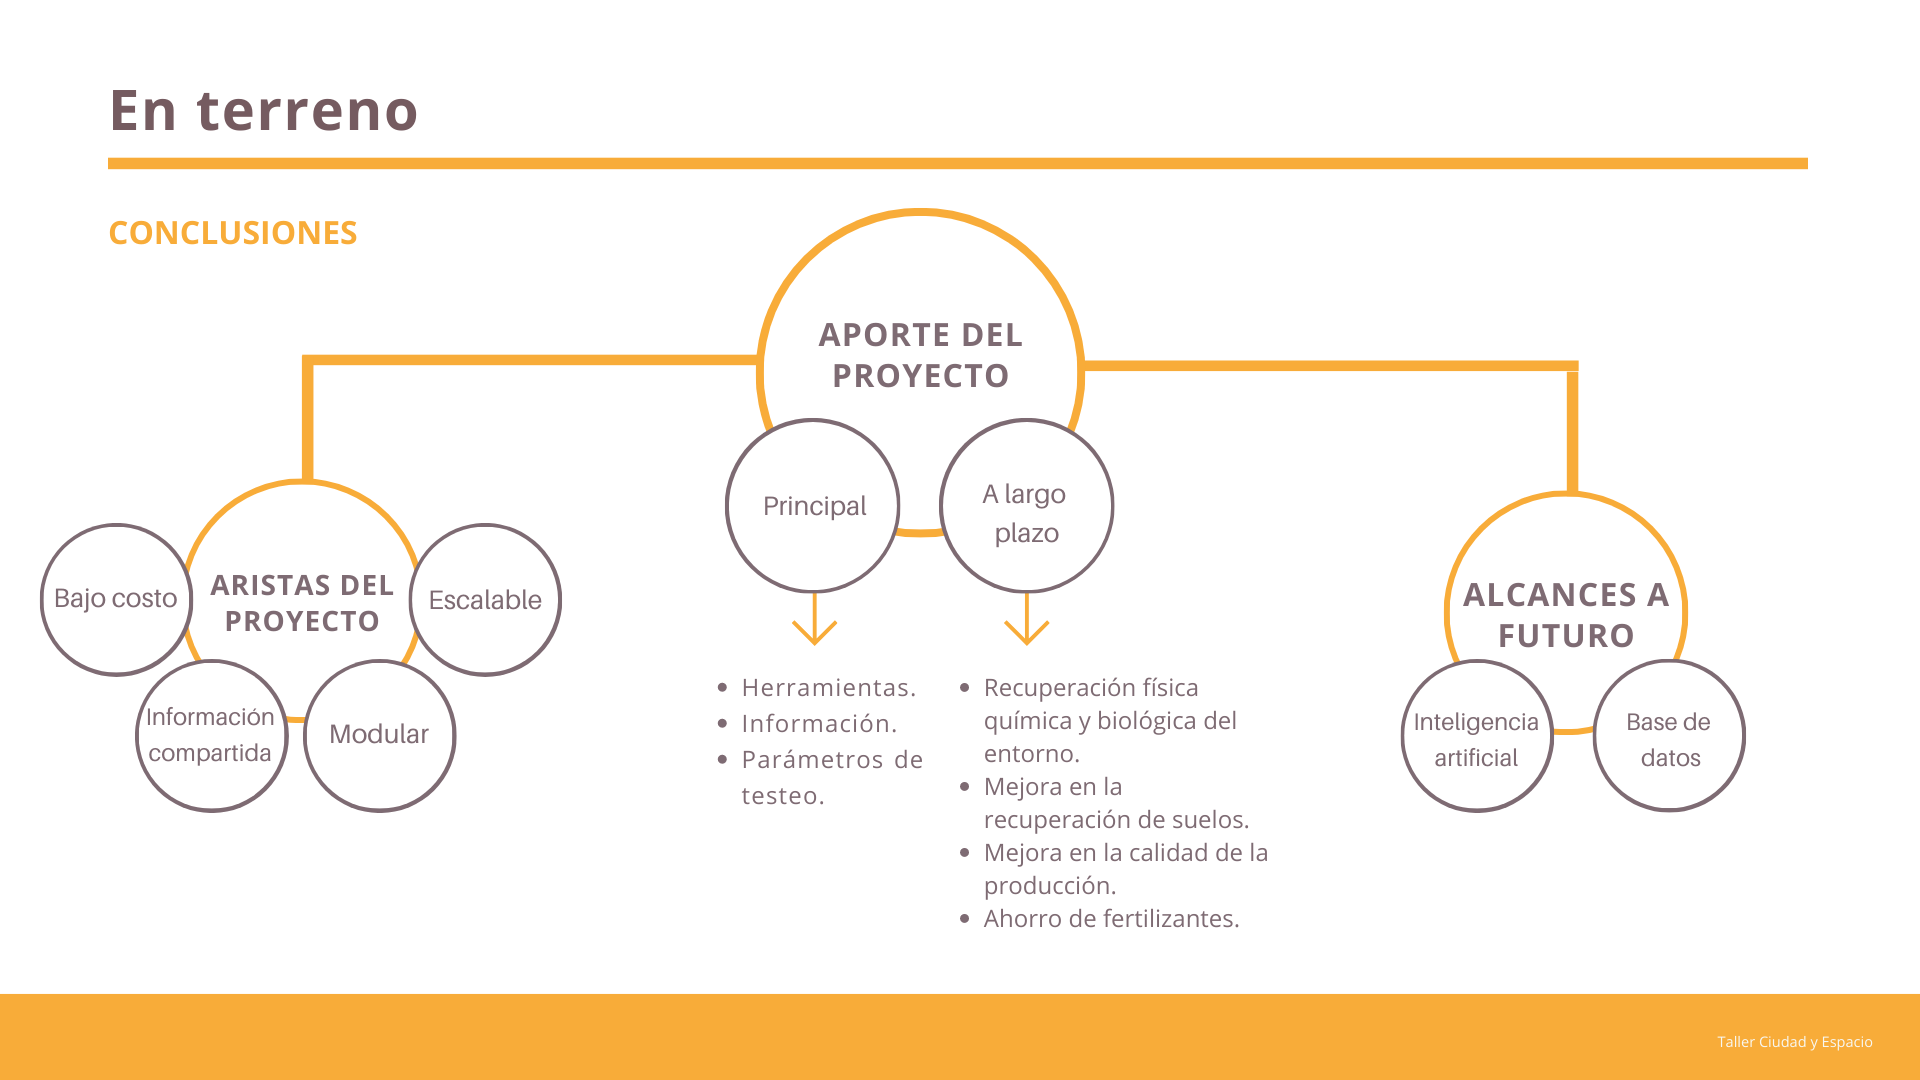 En terreno
CONCLUSIONES
APORTE DEL
PROYECTO
Principal
A largo
plazo
Herramientas.
Información.
Parámetros de
testeo.
Recuperación física
química y biológica del
entorno.
Mejora en la
recuperación de suelos.
Mejora en la calidad de la
producción.
Ahorro de fertilizantes.
ARISTAS DEL
PROYECTO
Bajo costo
Información
compartida
Modular
Escalable
ALCANCES A
FUTURO
Inteligencia
artificial
Base de
datos
Taller Ciudad y Espacio